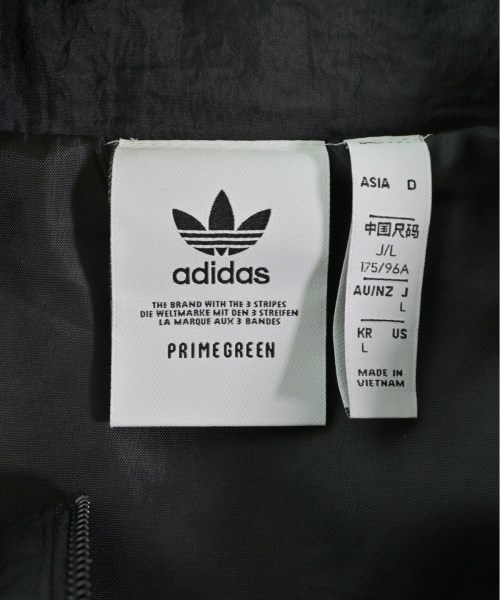 adidas
THE BRAND WITH THE 3 STRIPES
DIE WELTMARKE MIT DEN 3 STREIFEN
LA MARQUE AUX 3 BANDES
PRIMEGREEN
ASIA D
中国尺码
J/L
175/96A
AU/NZ J
L
KR US
L
MADE IN
VIETNAM